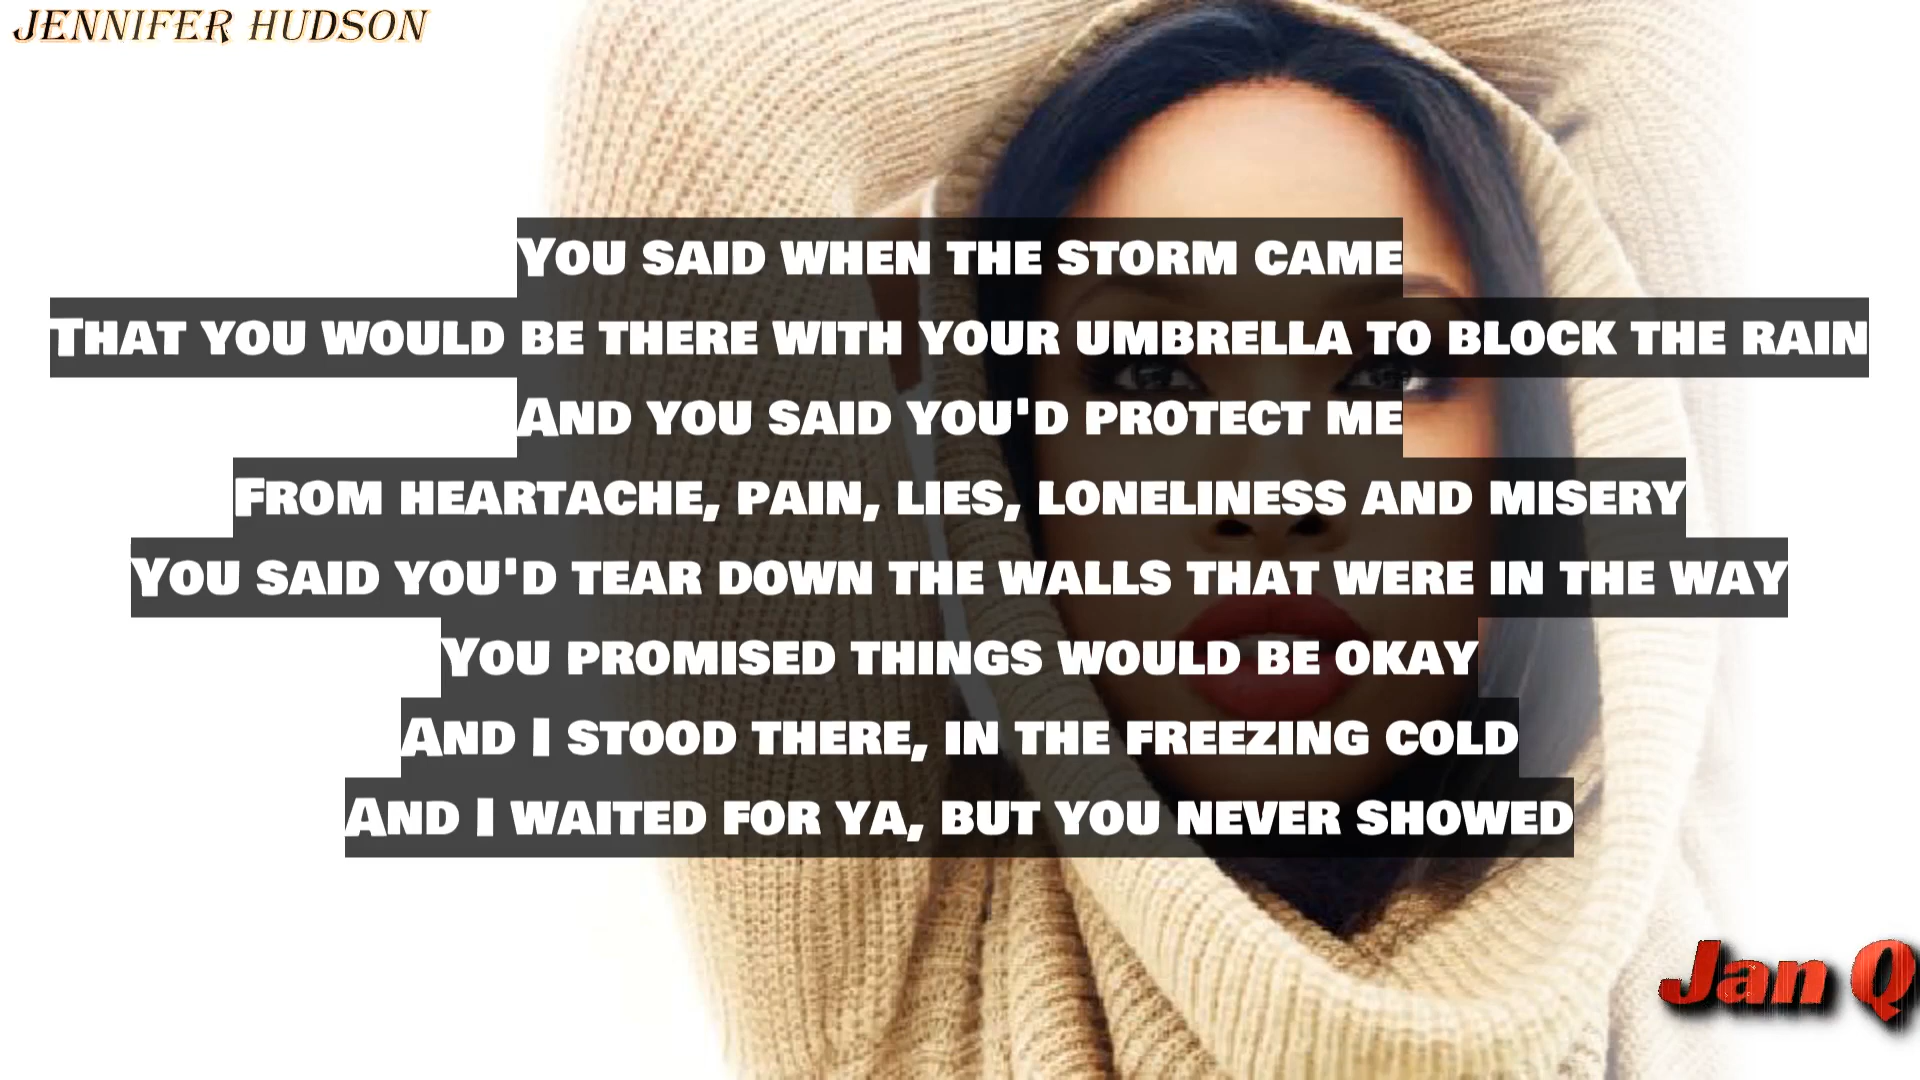 JENNIFER HUDSON
You said when the storm came
That you would be there with your umbrella to block the rain
And you said you'd protect me
From heartache, pain, lies, loneliness and misery
You said you'd tear down the walls that were in the way
You promised things would be okay
And I stood there, in the freezing cold
And I waited for ya, but you never showed
Jan Q